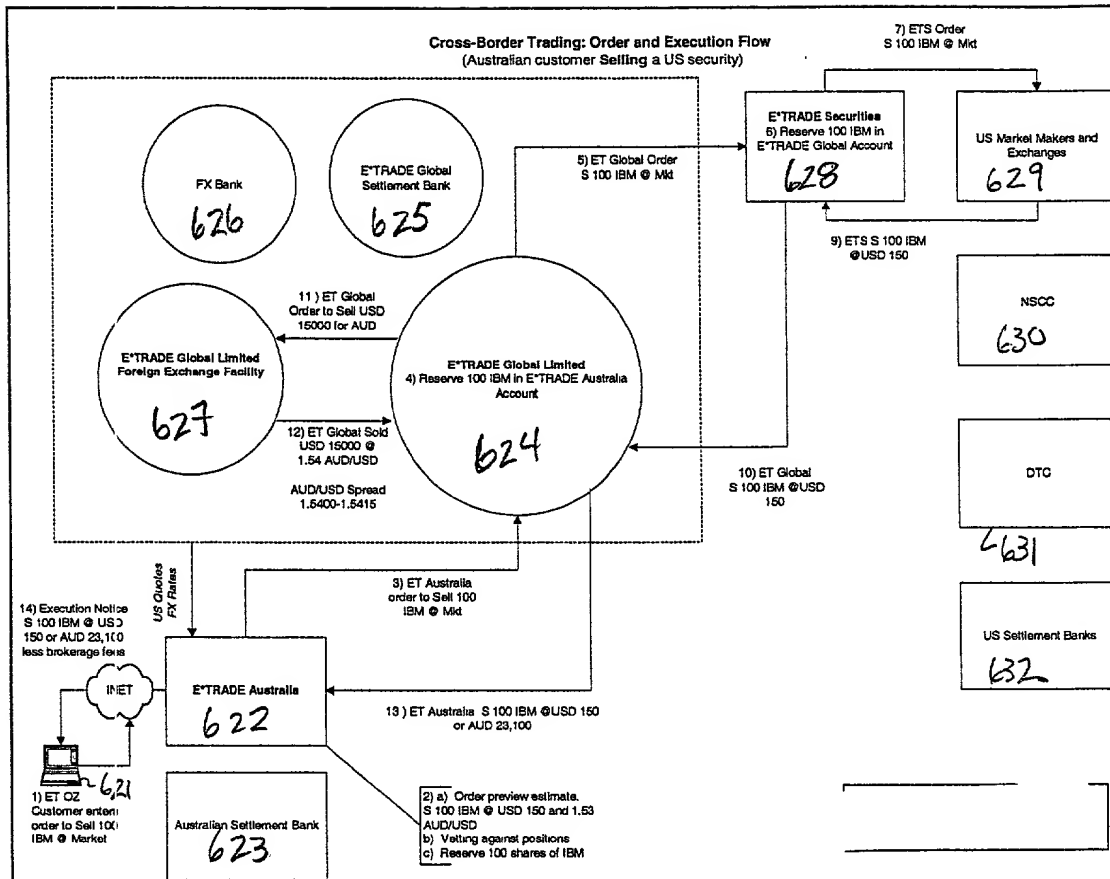 Cross-Border Trading: Order and Execution Flow
(Australian customer Selling a US security)
7) ETS Order
S 100 IBM @ Mkt
FX Bank
626
E*TRADE Global
Settlement Bank
625
5) ET Global Order
S 100 IBM @ Mkt
E*TRADE Securities
6) Reserve 100 IBM in
E*TRADE Global Account
628
US Market Makers and
Exchanges
629
9) ETS S 100 IBM
@USD 150
NSCC
630
11 ) ET Global
Order to Sell USD
15000 for AUD
E*TRADE Global Limited
Foreign Exchange Facility
627
E*TRADE Global Limited
4) Reserve 100 IBM in E*TRADE Australia
Account
624
12) ET Global Sold
USD 15000 @
1.54 AUD/USD
AUD/USD Spread
1.5400-1.5415
10) ET Global
S 100 IBM @USD
150
DTC
631
US Quotes
FX Rates
3) ET Australia
order to Sell 100
IBM @ Mkt
14) Execution Notice
S 100 IBM @ USD
150 or AUD 23,100
less brokerage fees
INET
E*TRADE Australia
622
13 ) ET Australia S 100 IBM @USD 150
or AUD 23,100
US Settlement Banks
632
621
1) ET OZ
Customer enters
order to Sell 100
IBM @ Market
Australian Settlement Bank
623
2) a) Order preview estimate.
S 100 IBM @ USD 150 and 1.53
AUD/USD
b) Vetting against positions
c) Reserve 100 shares of IBM